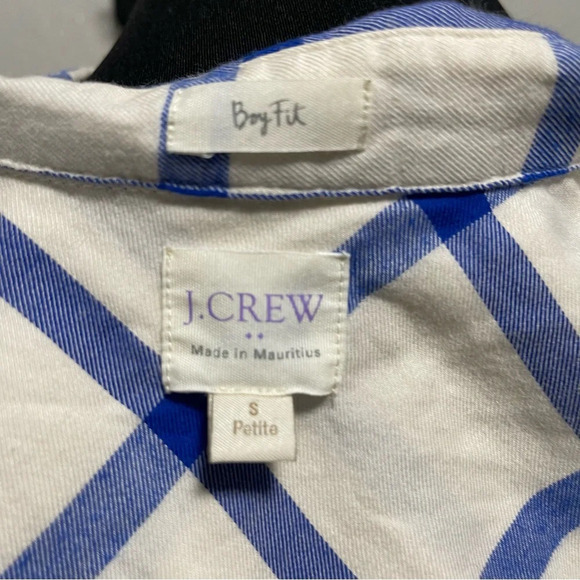 Boy Fit
J.CREW
Made in Mauritius
S
Petite